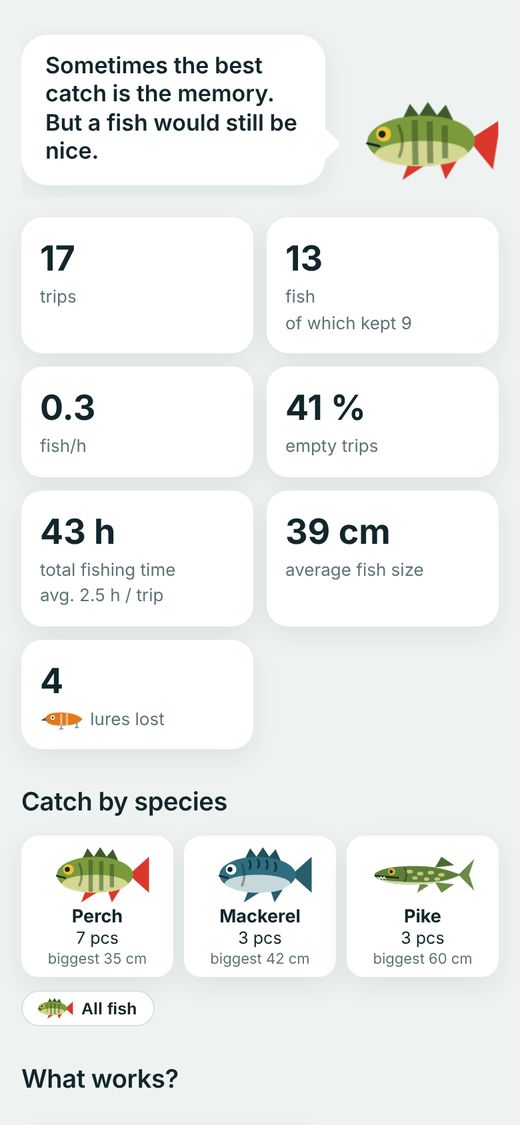 Sometimes the best
catch is the memory.
But a fish would still be
nice.
17
trips
13
fish
of which kept 9
0.3
fish/h
41 %
empty trips
43 h
total fishing time
avg. 2.5 h / trip
39 cm
average fish size
4
lures lost
Catch by species
Perch
7 pcs
biggest 35 cm
Mackerel
3 pcs
biggest 42 cm
Pike
3 pcs
biggest 60 cm
All fish
What works?